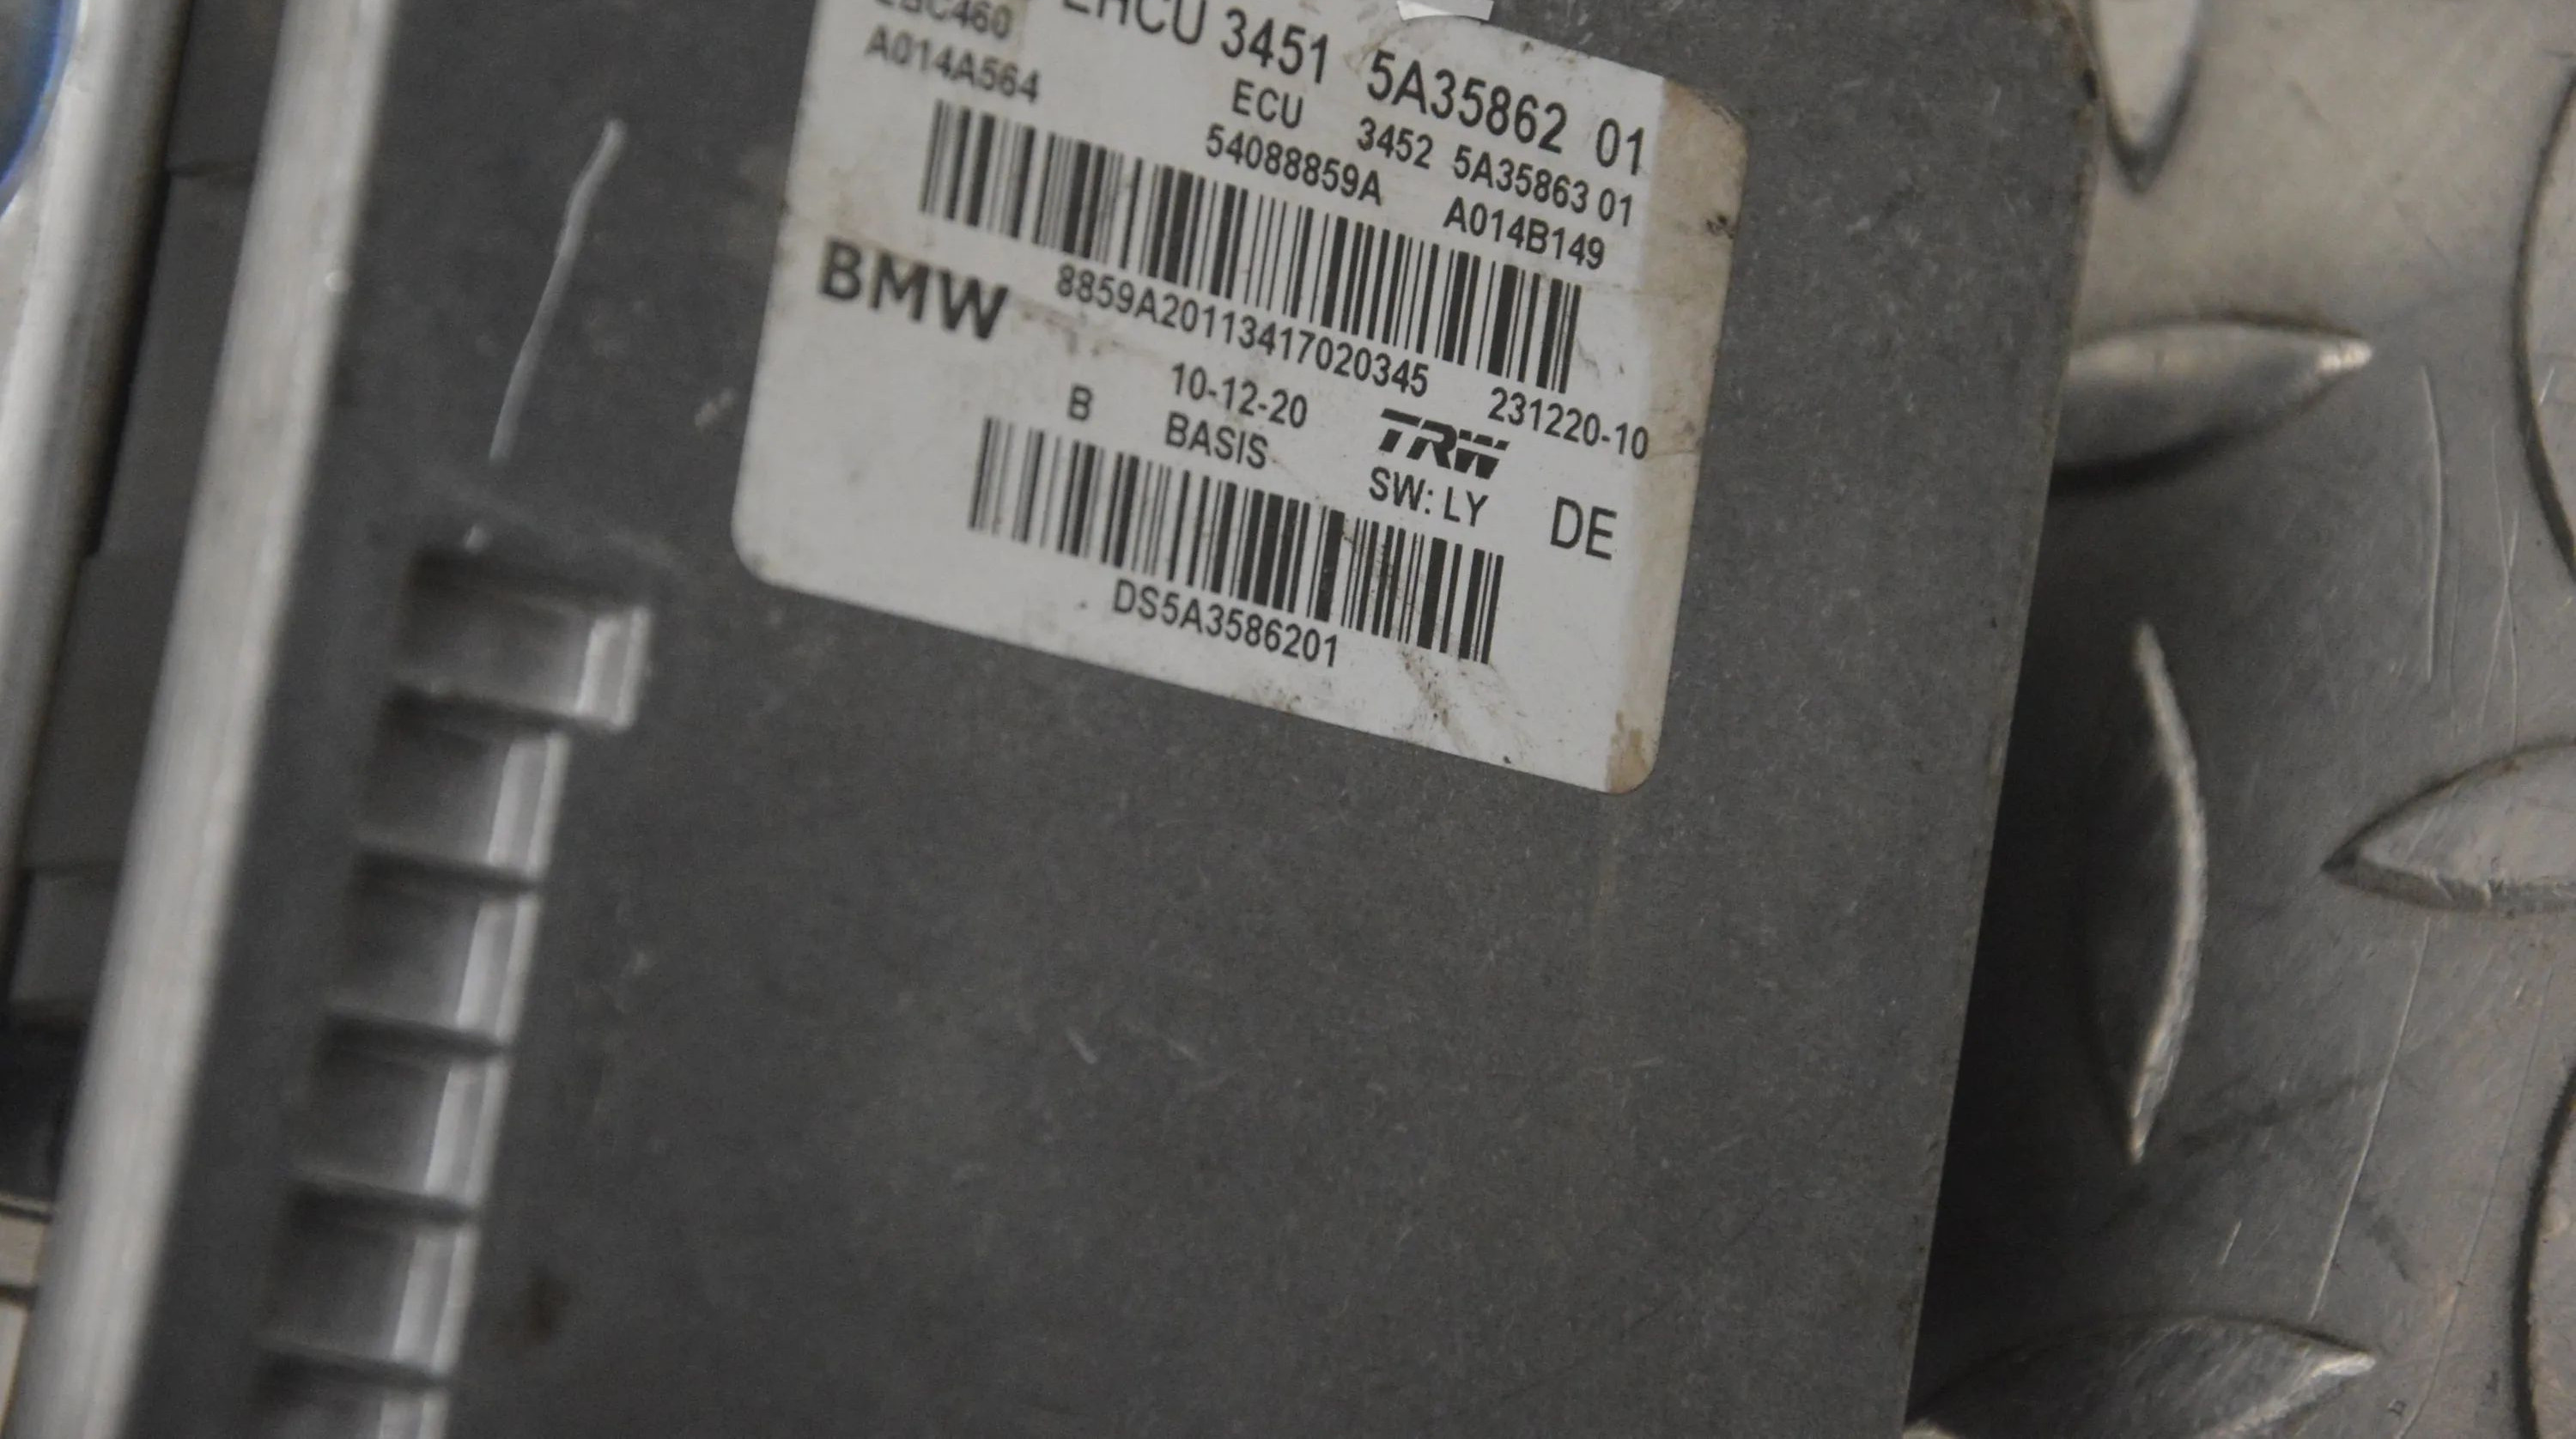 EHCU 3451 5A35862 01
EBC460
ECU 3452 5A35863 01
A014A564
54088859A A014B149
BMW
8859A20113417020345 231220-10
10-12-20
TRW
B
BASIS
SW: LY
DE
DS5A3586201